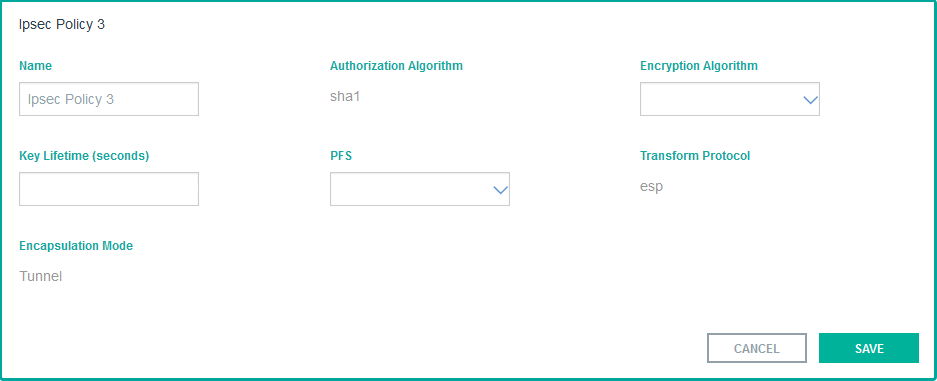 Ipsec Policy 3
Name
Authorization Algorithm
Encryption Algorithm
Ipsec Policy 3
sha1
Key Lifetime (seconds)
PFS
Transform Protocol
esp
Encapsulation Mode
Tunnel
CANCEL
SAVE